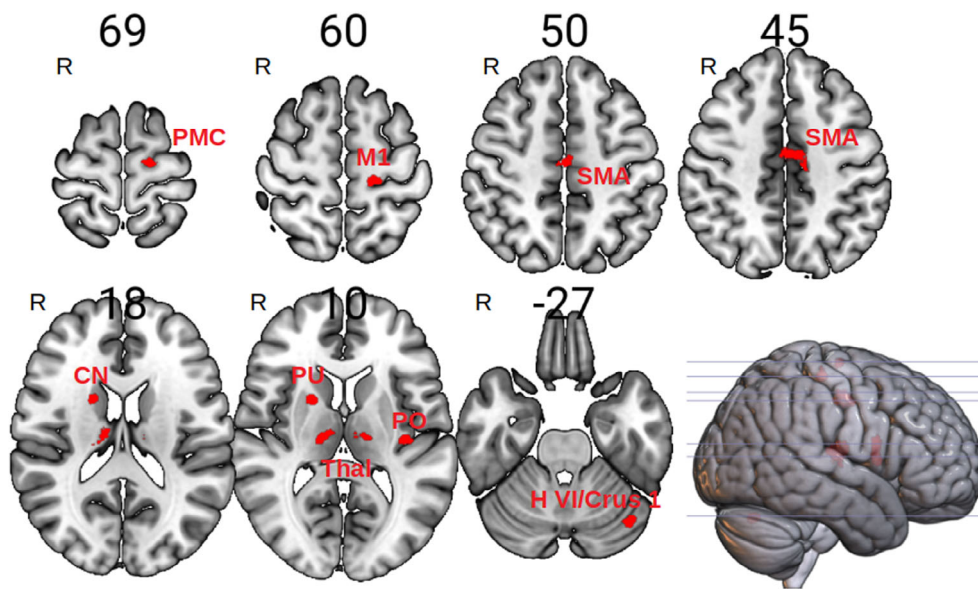 69
60
50
45
R
R
R
R
PMC
M1
SMA
SMA
18
10
-27
R
R
R
CN
PU
PO
Thal
H VI/Crus 1